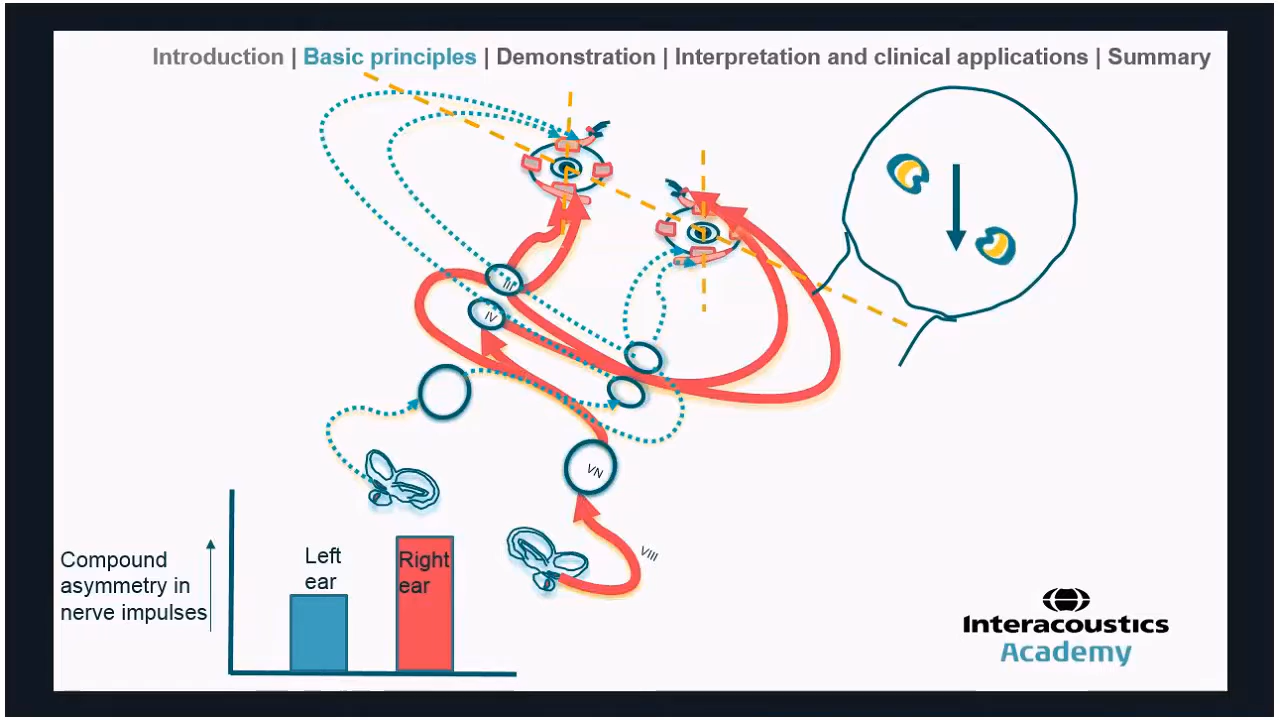 Introduction | Basic principles | Demonstration | Interpretation and clinical applications | Summary
III
IV
VN
VIII
Compound
asymmetry in
nerve impulses
Left
ear
Right
ear
Interacoustics
Academy